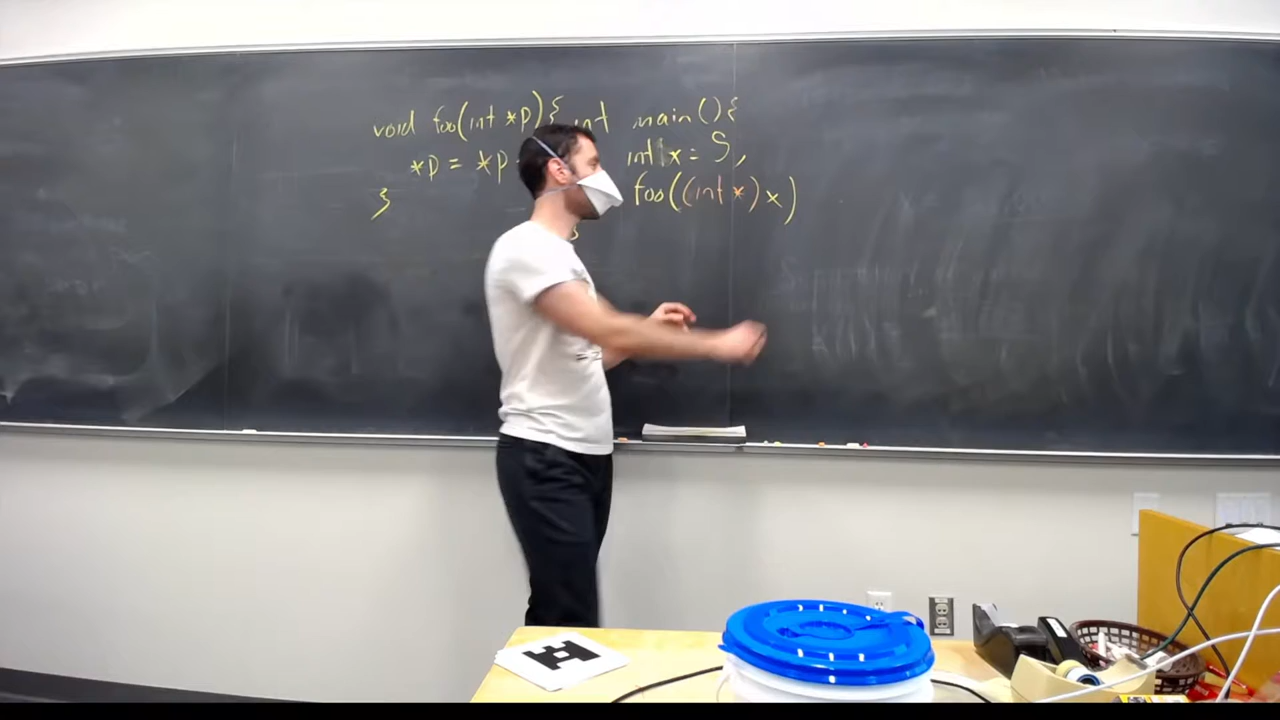 void foo(int *p){
*p = *p
}
int main(){
int x = 5;
foo((int *)x)
}